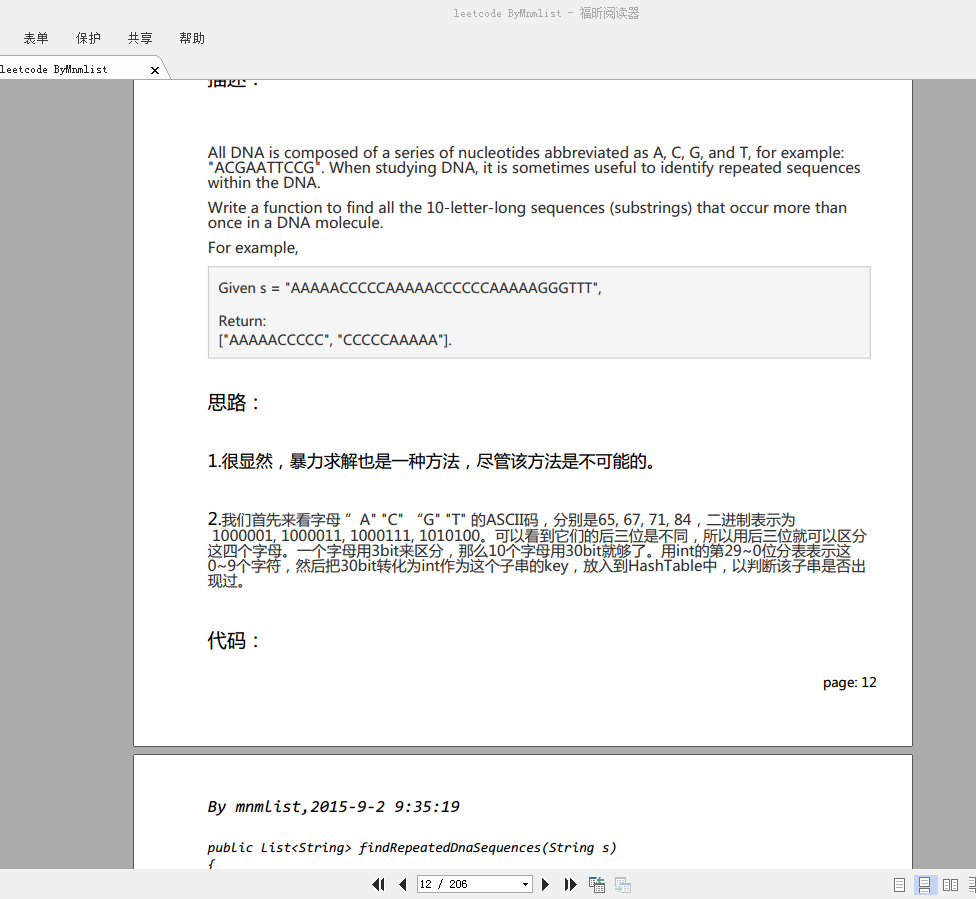 leetcode ByMnmlist - 福昕阅读器
表单 保护 共享 帮助
leetcode ByMnmlist
描述：
All DNA is composed of a series of nucleotides abbreviated as A, C, G, and T, for example:
"ACGAATTCCG". When studying DNA, it is sometimes useful to identify repeated sequences
within the DNA.
Write a function to find all the 10-letter-long sequences (substrings) that occur more than
once in a DNA molecule.
For example,
Given s = "AAAAACCCCCAAAAACCCCCCAAAAAGGGTTT",
Return:
["AAAAACCCCC", "CCCCCAAAAA"].
思路：
1.很显然，暴力求解也是一种方法，尽管该方法是不可能的。
2.我们首先来看字母 “ A" "C" “G" "T" 的ASCII码，分别是65, 67, 71, 84，二进制表示为
1000001, 1000011, 1000111, 1010100。可以看到它们的后三位是不同，所以用后三位就可以区分
这四个字母。一个字母用3bit来区分，那么10个字母用30bit就够了。用int的第29~0位分表表示这
0~9个字符，然后把30bit转化为int作为这个子串的key，放入到HashTable中，以判断该子串是否出
现过。
代码：
page: 12
By mnmlist,2015-9-2 9:35:19
public List<String> findRepeatedDnaSequences(String s)
{
12 / 206